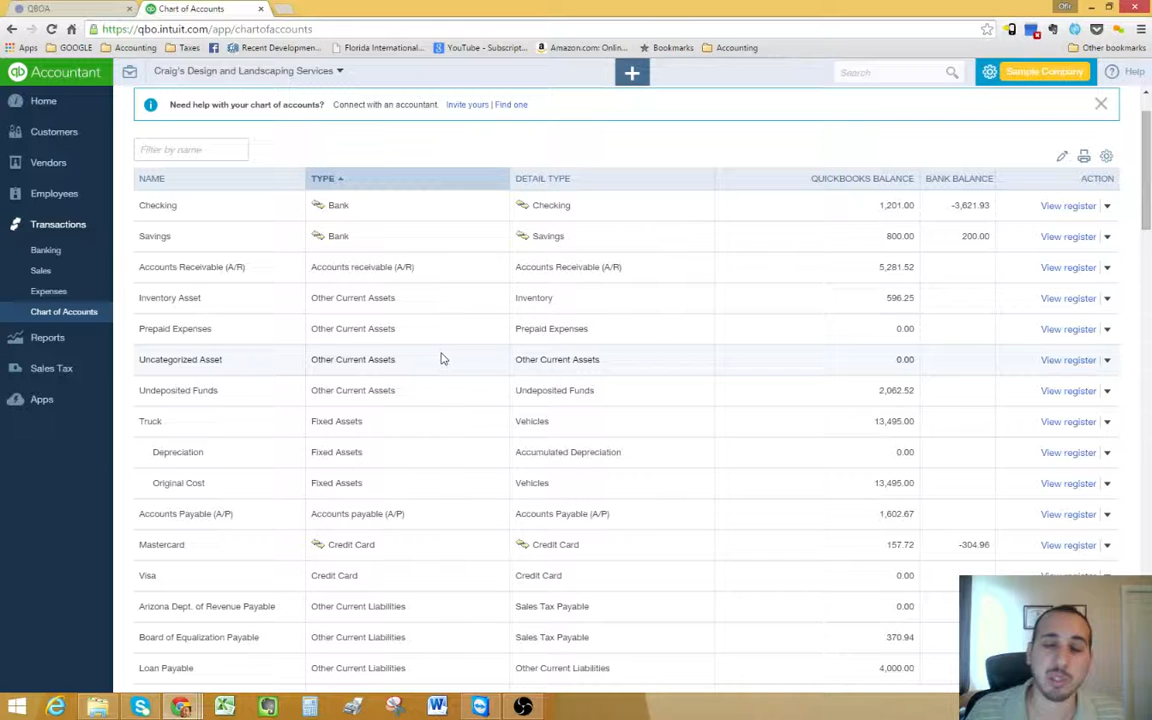 QBOA
Chart of Accounts
Ofir
https://qbo.intuit.com/app/chartofaccounts
Apps GOOGLE Accounting Taxes Recent Developmen... Florida International... YouTube - Subscript... Amazon.com: Onlin... Bookmarks Accounting Other bookmarks
qb Accountant Craig's Design and Landscaping Services + Search Sample Company ? Help
Home
Customers
Vendors
Employees
Transactions
Banking
Sales
Expenses
Chart of Accounts
Reports
Sales Tax
Apps
i Need help with your chart of accounts? Connect with an accountant. Invite yours | Find one
Filter by name
NAME TYPE DETAIL TYPE QUICKBOOKS BALANCE BANK BALANCE ACTION
Checking Bank Checking 1,201.00 -3,621.93 View register
Savings Bank Savings 800.00 200.00 View register
Accounts Receivable (A/R) Accounts receivable (A/R) Accounts Receivable (A/R) 5,281.52 View register
Inventory Asset Other Current Assets Inventory 596.25 View register
Prepaid Expenses Other Current Assets Prepaid Expenses 0.00 View register
Uncategorized Asset Other Current Assets Other Current Assets 0.00 View register
Undeposited Funds Other Current Assets Undeposited Funds 2,062.52 View register
Truck Fixed Assets Vehicles 13,495.00 View register
Depreciation Fixed Assets Accumulated Depreciation 0.00 View register
Original Cost Fixed Assets Vehicles 13,495.00 View register
Accounts Payable (A/P) Accounts payable (A/P) Accounts Payable (A/P) 1,602.67 View register
Mastercard Credit Card Credit Card 157.72 -304.96 View register
Visa Credit Card Credit Card 0.00
Arizona Dept. of Revenue Payable Other Current Liabilities Sales Tax Payable 0.00
Board of Equalization Payable Other Current Liabilities Sales Tax Payable 370.94
Loan Payable Other Current Liabilities Other Current Liabilities 4,000.00